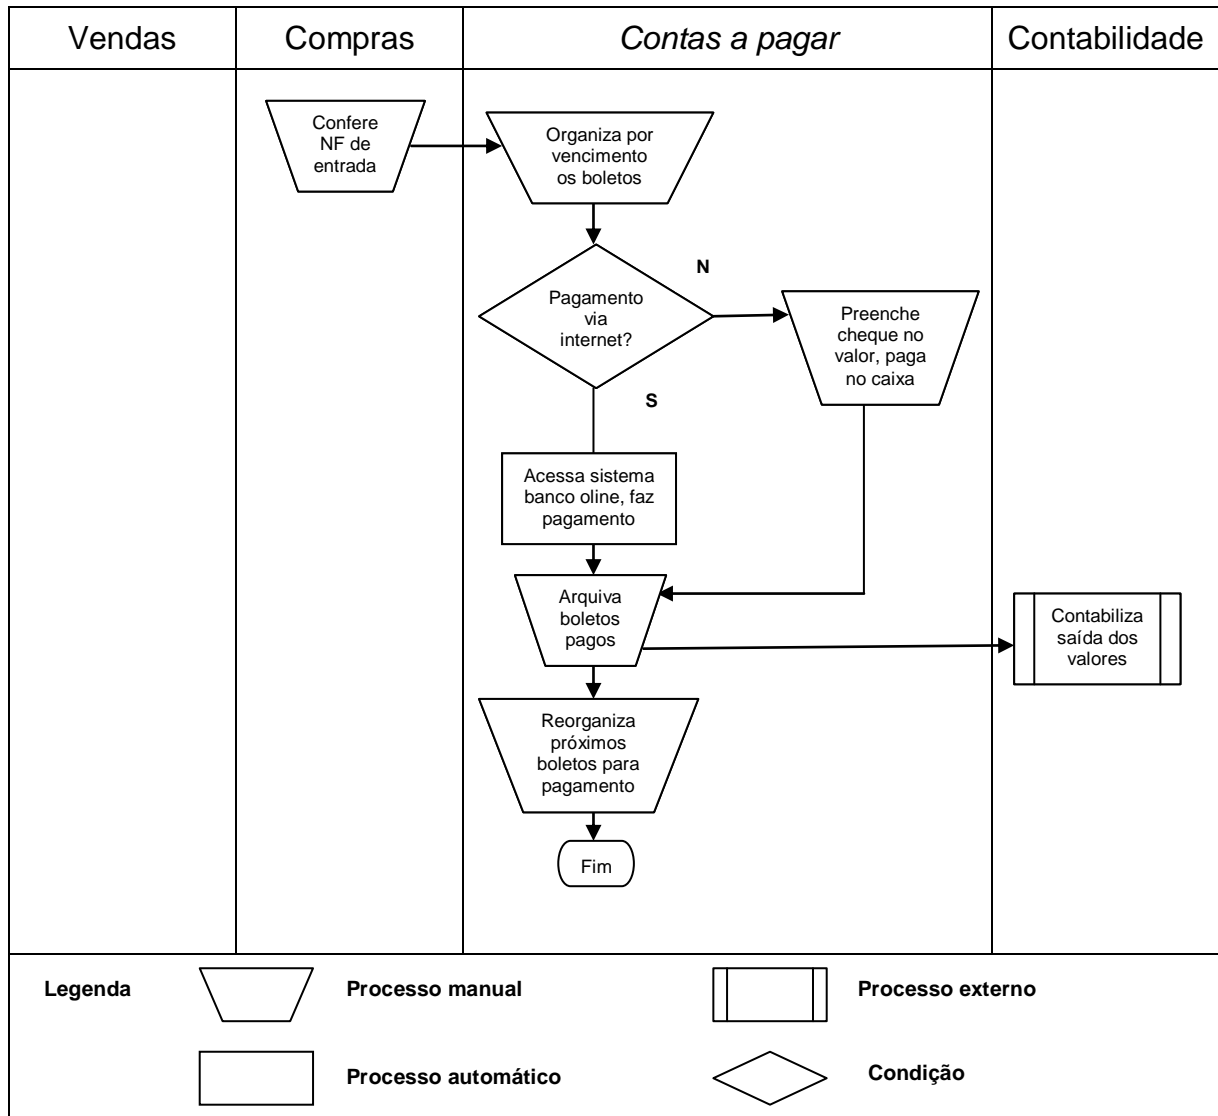 Vendas
Compras
Contas a pagar
Contabilidade
Confere
NF de
entrada
Organiza por
vencimento
os boletos
N
Pagamento
via
internet?
Preenche
cheque no
valor, paga
no caixa
S
Acessa sistema
banco oline, faz
pagamento
Arquiva
boletos
pagos
Contabiliza
saída dos
valores
Reorganiza
próximos
boletos para
pagamento
Fim
Legenda
Processo manual
Processo externo
Processo automático
Condição